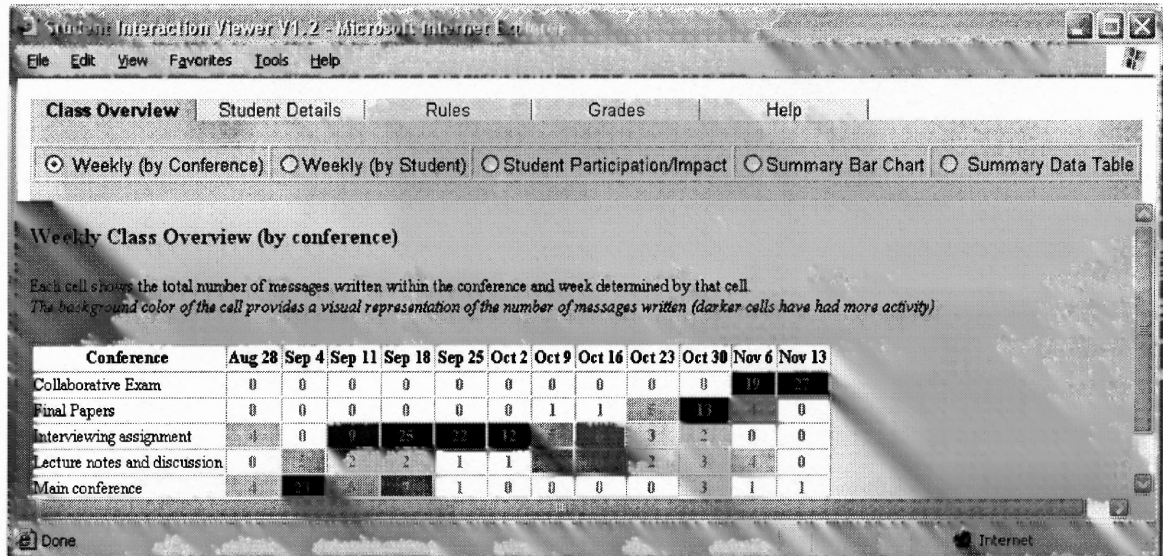 Student Interaction Viewer V1.2 - Microsoft Internet Explorer
File Edit View Favorites Tools Help
Class Overview Student Details Rules Grades Help
Weekly (by Conference) Weekly (by Student) Student Participation/Impact Summary Bar Chart Summary Data Table
Weekly Class Overview (by conference)
Each cell shows the total number of messages written within the conference and week determined by that cell.
The background color of the cell provides a visual representation of the number of messages written (darker cells have had more activity)
Conference Aug 28 Sep 4 Sep 11 Sep 18 Sep 25 Oct 2 Oct 9 Oct 16 Oct 23 Oct 30 Nov 6 Nov 13
Collaborative Exam 0 0 0 0 0 0 0 0 0 0 19 27
Final Papers 0 0 0 0 0 0 1 1 13 0
Interviewing assignment 4 0 22 12 3 2 0 0
Lecture notes and discussion 0 2 2 1 1 2 3 4 0
Main conference 4 1 0 0 0 0 3 1 1
Done Internet